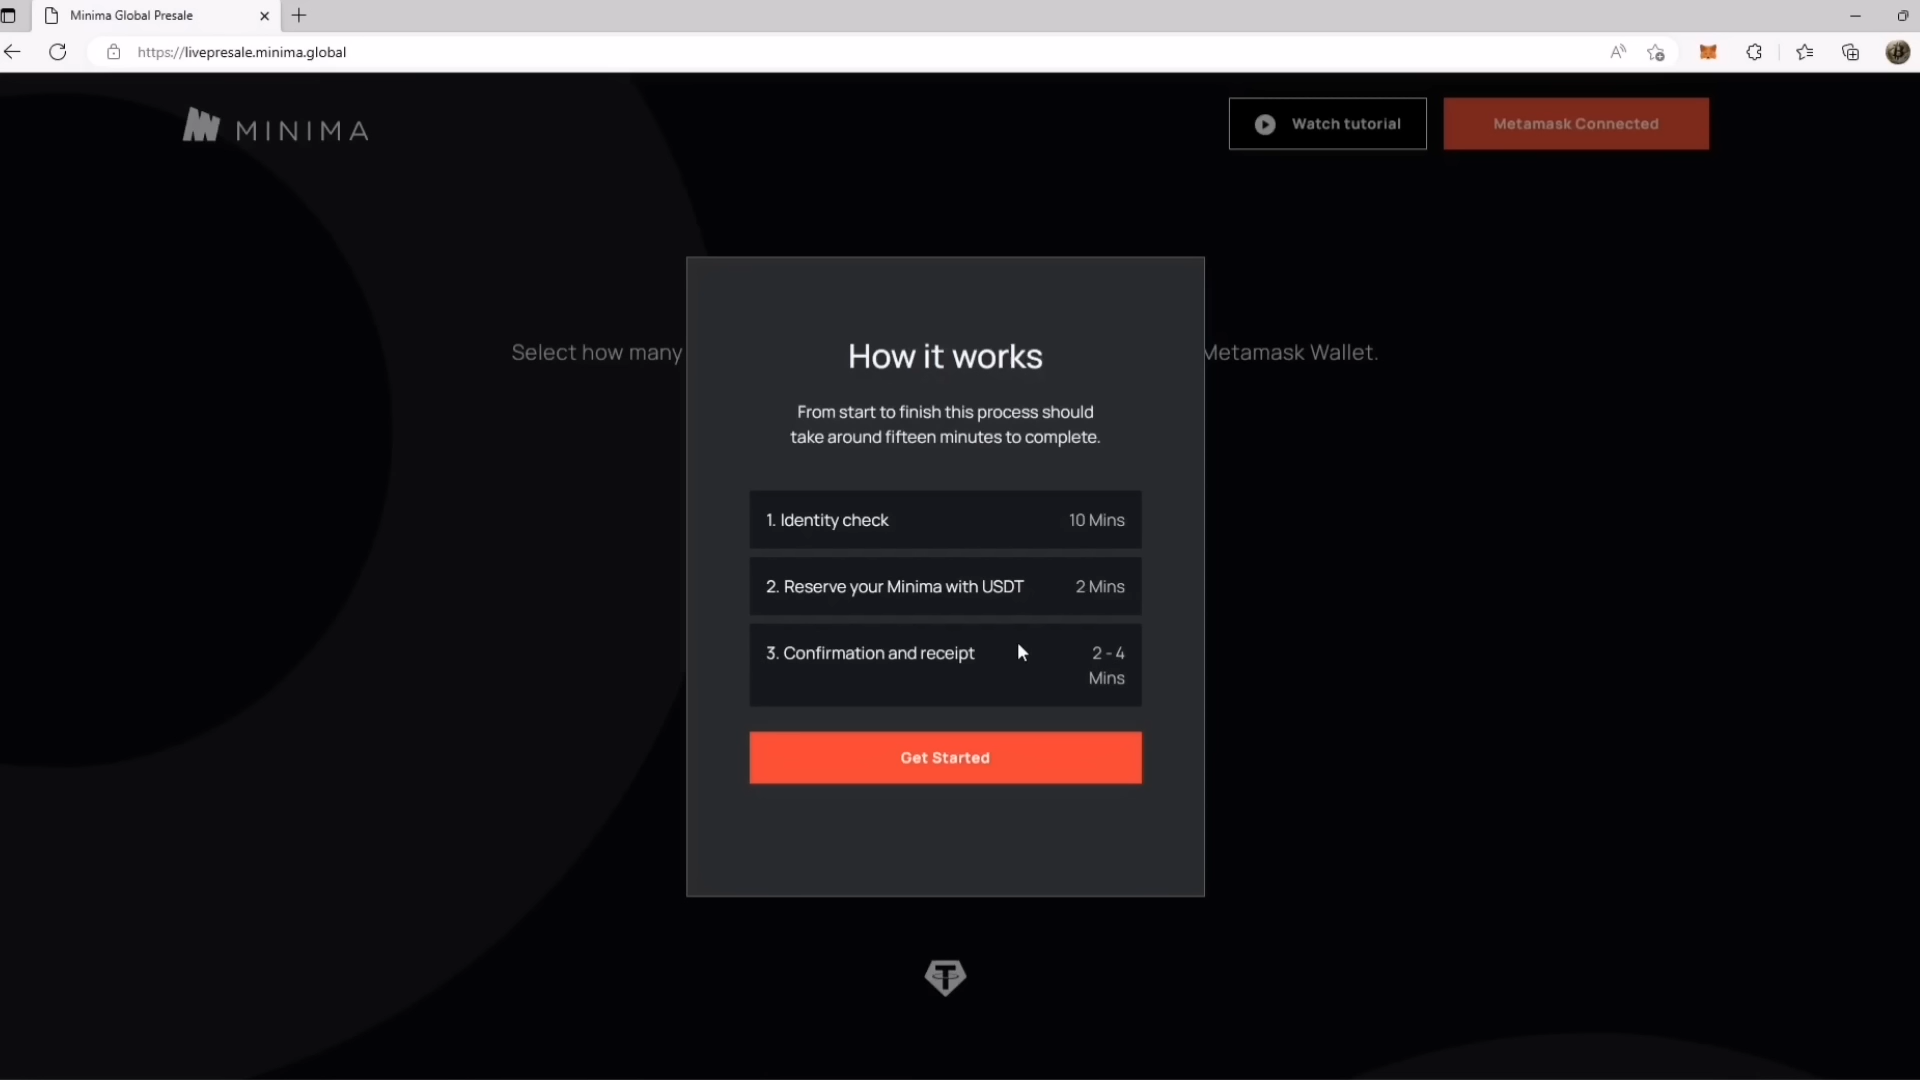 Minima Global Presale
https://livepresale.minima.global
MINIMA
Watch tutorial
Metamask Connected
Select how many
Metamask Wallet.
How it works
From start to finish this process should
take around fifteen minutes to complete.
1. Identity check 10 Mins
2. Reserve your Minima with USDT 2 Mins
3. Confirmation and receipt 2 - 4
Mins
Get Started